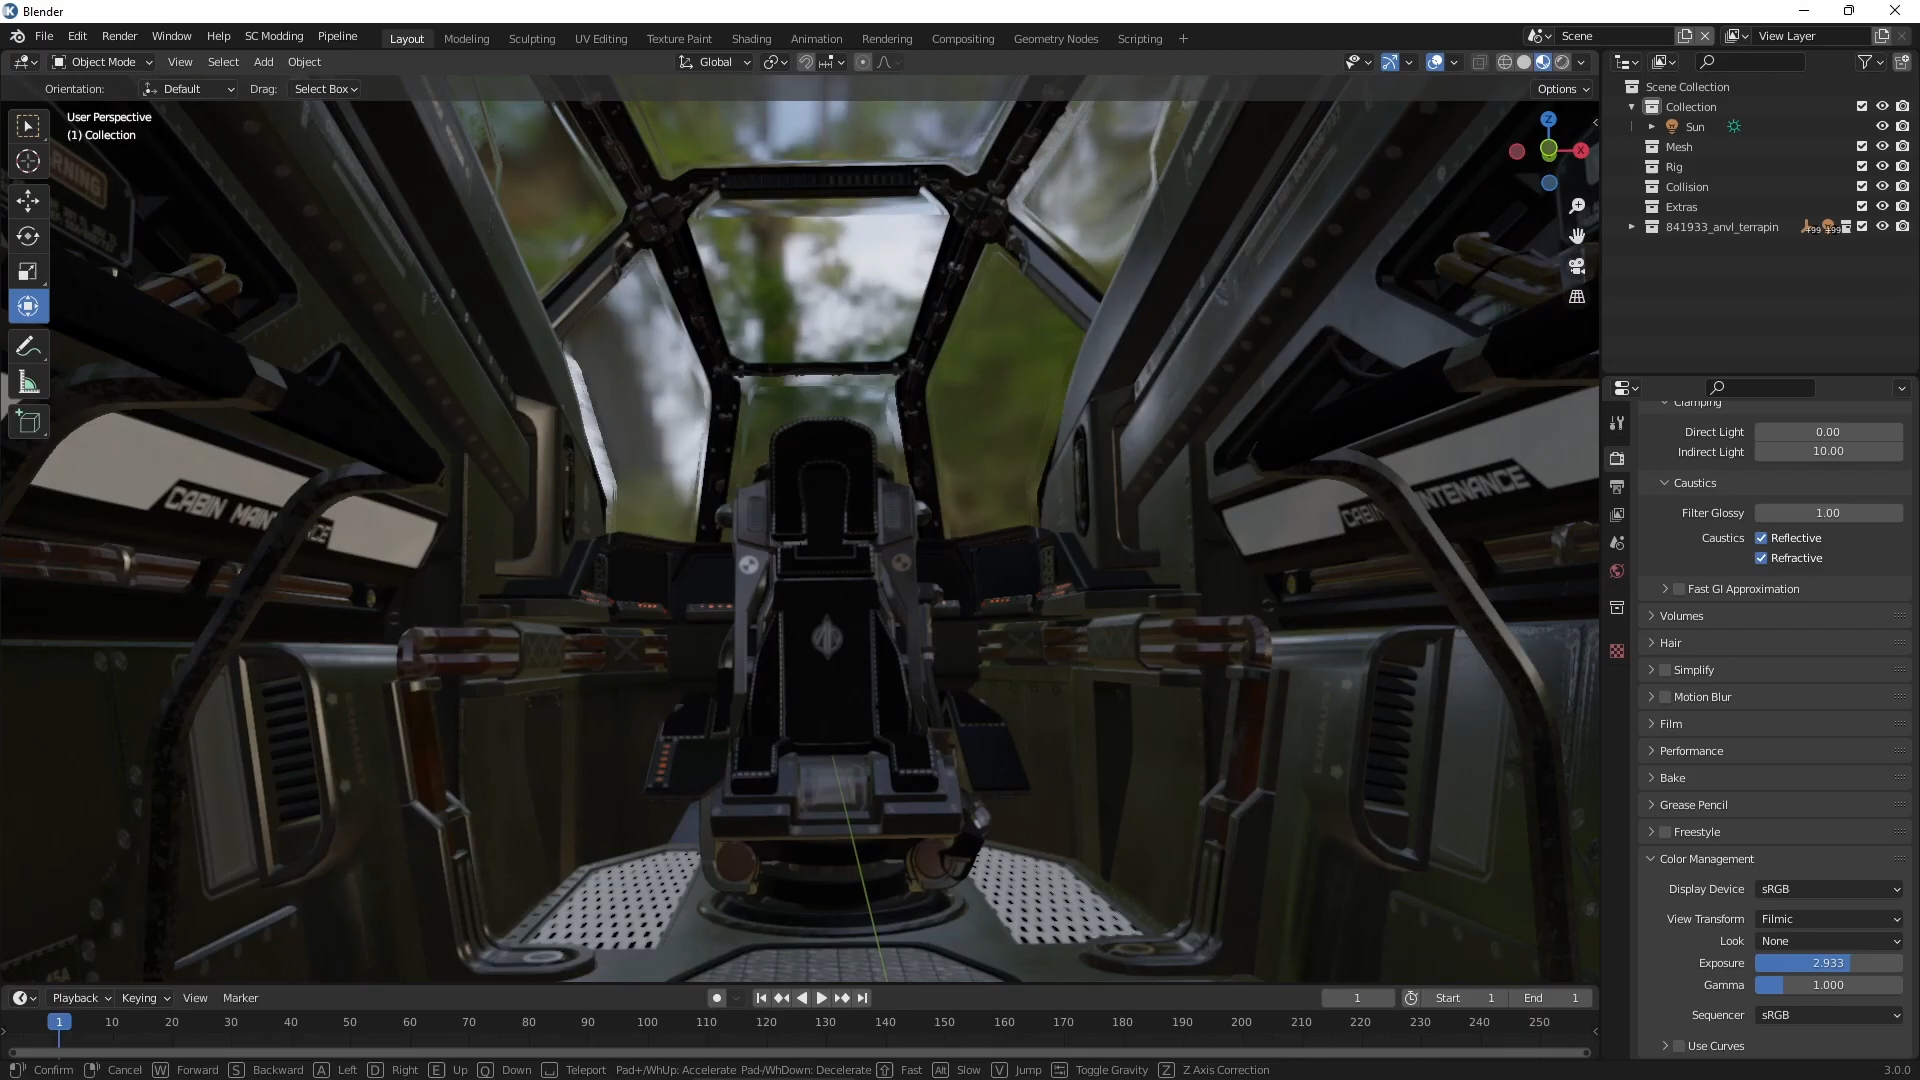 Blender
File Edit Render Window Help SC Modding Pipeline
Layout Modeling Sculpting UV Editing Texture Paint Shading Animation Rendering Compositing Geometry Nodes Scripting +
Scene
View Layer
Object Mode View Select Add Object
Global
Orientation: Default Drag: Select Box
Options
User Perspective
(1) Collection
Z
X
WARNING
CABIN MAINTENANCE
CABIN MAINTENANCE
Scene Collection
Collection
Sun
Mesh
Rig
Collision
Extras
841933_anvl_terrapin
Clamping
Direct Light 0.00
Indirect Light 10.00
Caustics
Filter Glossy 1.00
Caustics Reflective
Refractive
Fast GI Approximation
Volumes
Hair
Simplify
Motion Blur
Film
Performance
Bake
Grease Pencil
Freestyle
Color Management
Display Device sRGB
View Transform Filmic
Look None
Exposure 2.933
Gamma 1.000
Sequencer sRGB
Use Curves
Playback Keying View Marker
1 Start 1 End 1
1 10 20 30 40 50 60 70 80 90 100 110 120 130 140 150 160 170 180 190 200 210 220 230 240 250
Confirm Cancel W Forward S Backward A Left D Right E Up Q Down Teleport Pad+/WhUp: Accelerate Pad-/WhDown: Decelerate Fast Alt Slow V Jump Toggle Gravity Z Z Axis Correction
3.0.0